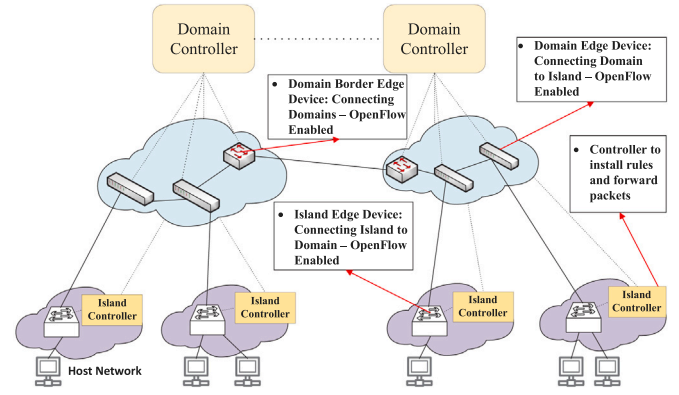 Domain
Controller
Domain
Controller
• Domain Border Edge
Device: Connecting
Domains – OpenFlow
Enabled
• Domain Edge Device:
Connecting Domain
to Island – OpenFlow
Enabled
• Controller to
install rules
and forward
packets
• Island Edge Device:
Connecting Island to
Domain – OpenFlow
Enabled
Island
Controller
Island
Controller
Island
Controller
Island
Controller
Host Network